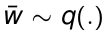 w̄ ∼ q(.)